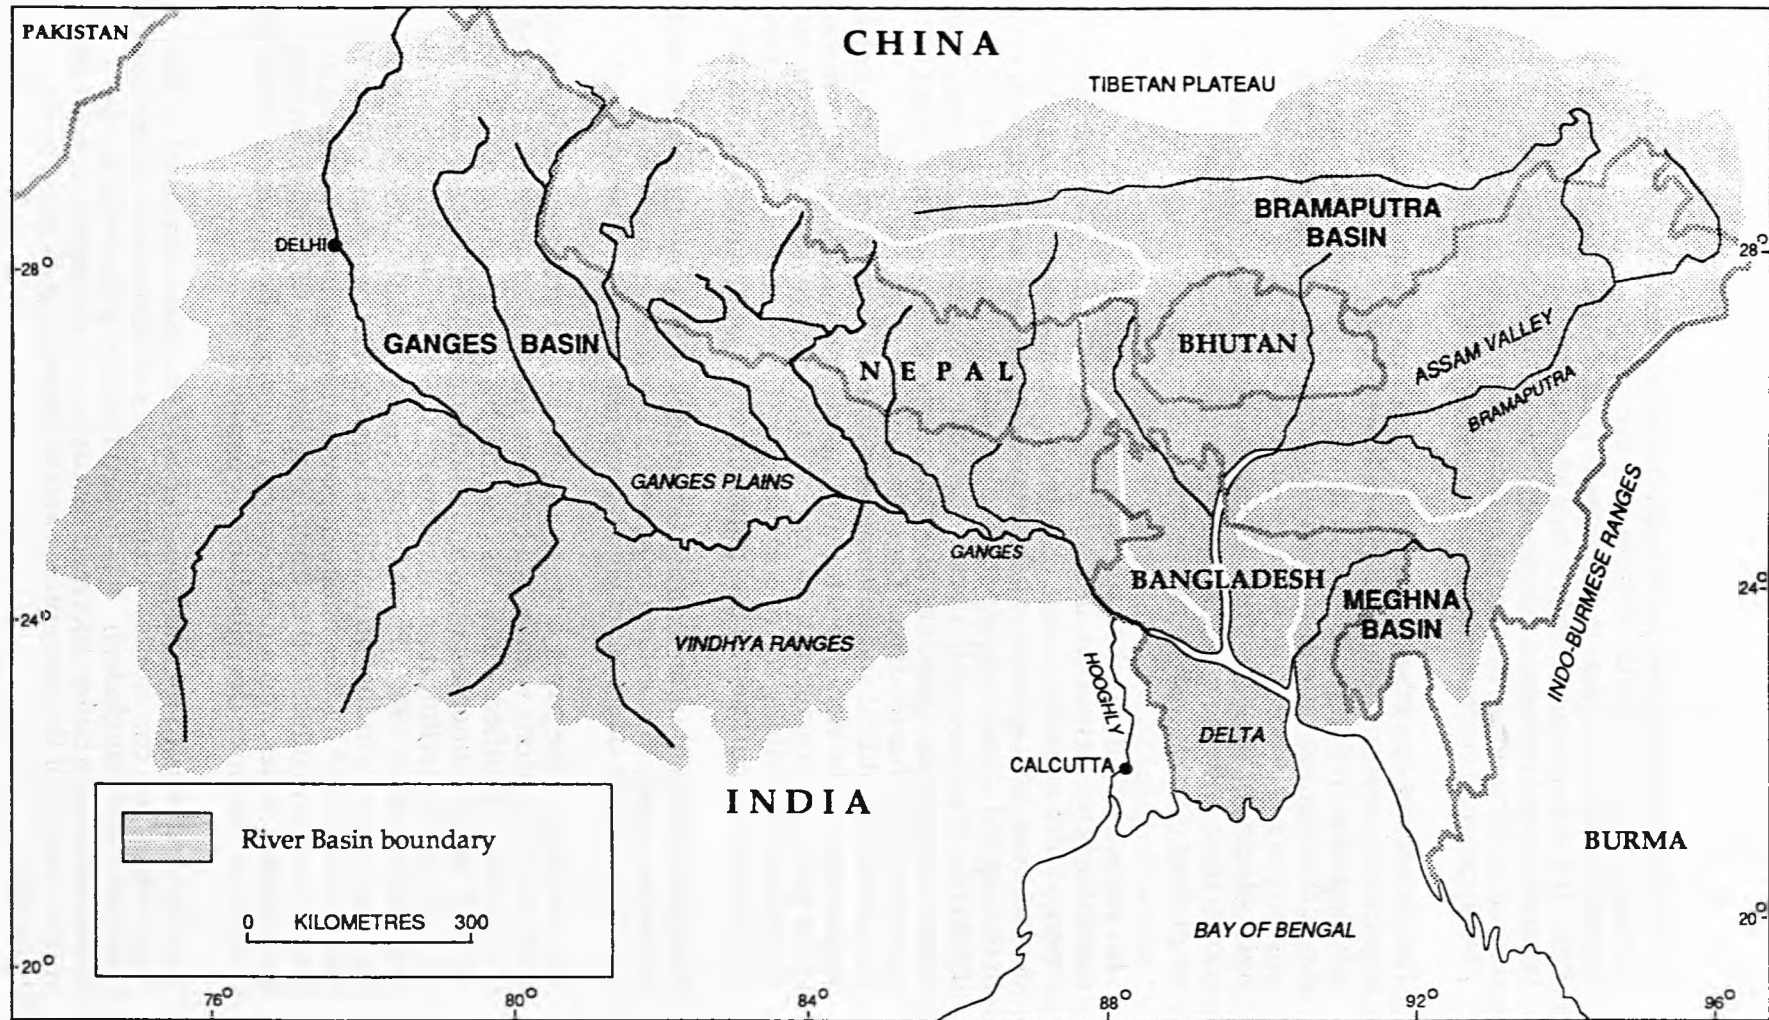 PAKISTAN
CHINA
TIBETAN PLATEAU
BRAMAPUTRA
BASIN
DELHI
28°
28°
GANGES BASIN
NEPAL
BHUTAN
ASSAM VALLEY
BRAMAPUTRA
GANGES PLAINS
GANGES
BANGLADESH
MEGHNA
BASIN
INDO-BURMESE RANGES
24°
24°
VINDHYA RANGES
HOOGHLY
DELTA
CALCUTTA
INDIA
BURMA
River Basin boundary
0 KILOMETRES 300
BAY OF BENGAL
20°
20°
76°
80°
84°
88°
92°
96°